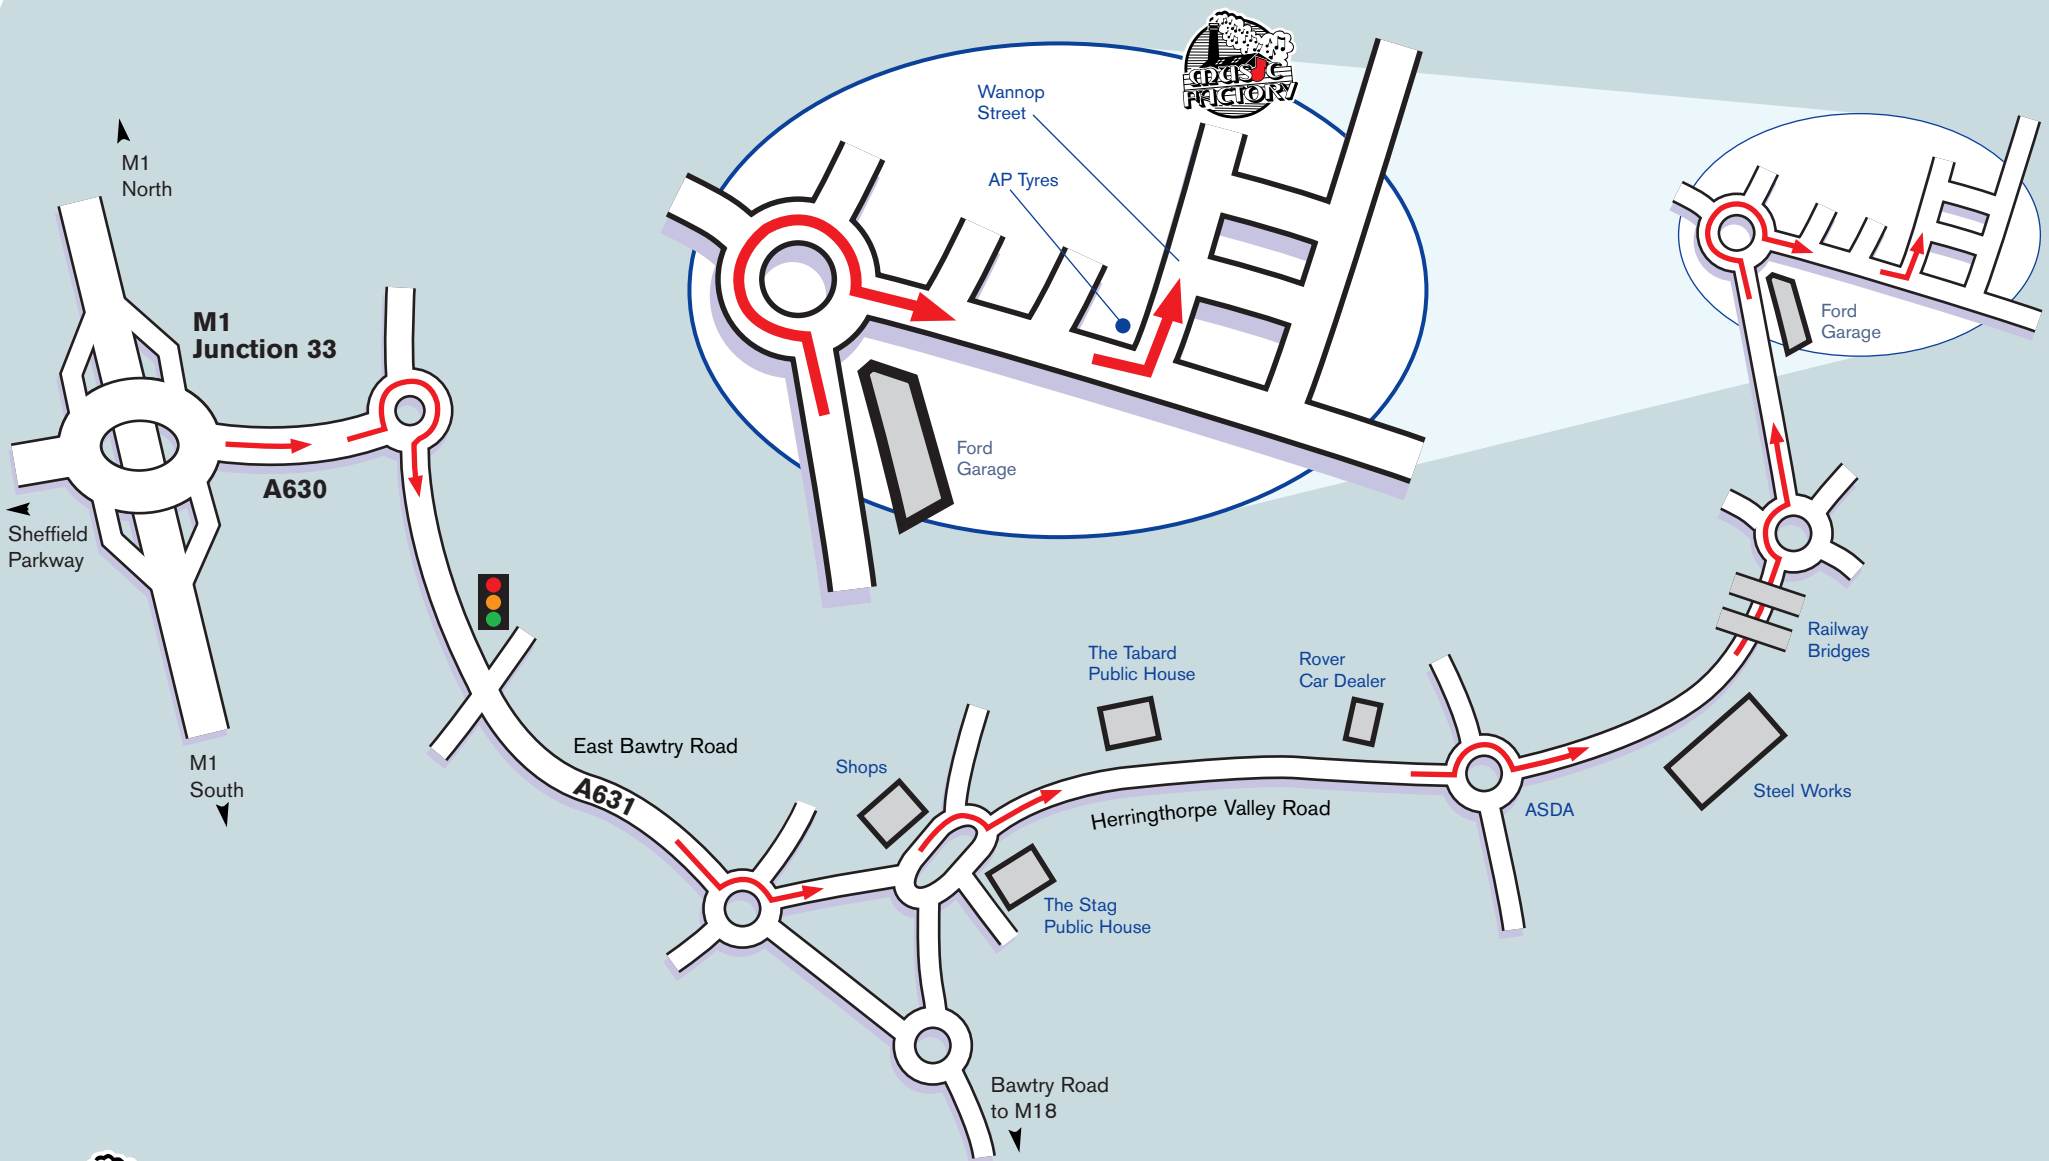 MUSIC
FACTORY
Wannop
Street
AP Tyres
Ford
Garage
M1
North
M1
Junction 33
A630
Sheffield
Parkway
M1
South
Ford
Garage
Railway
Bridges
The Tabard
Public House
Rover
Car Dealer
East Bawtry Road
A631
Shops
Herringthorpe Valley Road
ASDA
Steel Works
The Stag
Public House
Bawtry Road
to M18